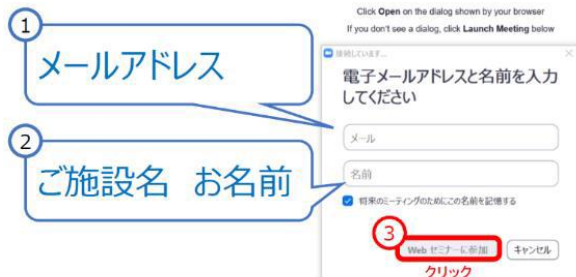 Click Open on the dialog shown by your browser
If you don't see a dialog, click Launch Meeting below
①
メールアドレス
接続しています...
電子メールアドレスと名前を入力
してください
メール
②
ご施設名 お名前
名前
将来のミーティングのためにこの名前を記憶する
③
Web セミナーに参加
キャンセル
クリック